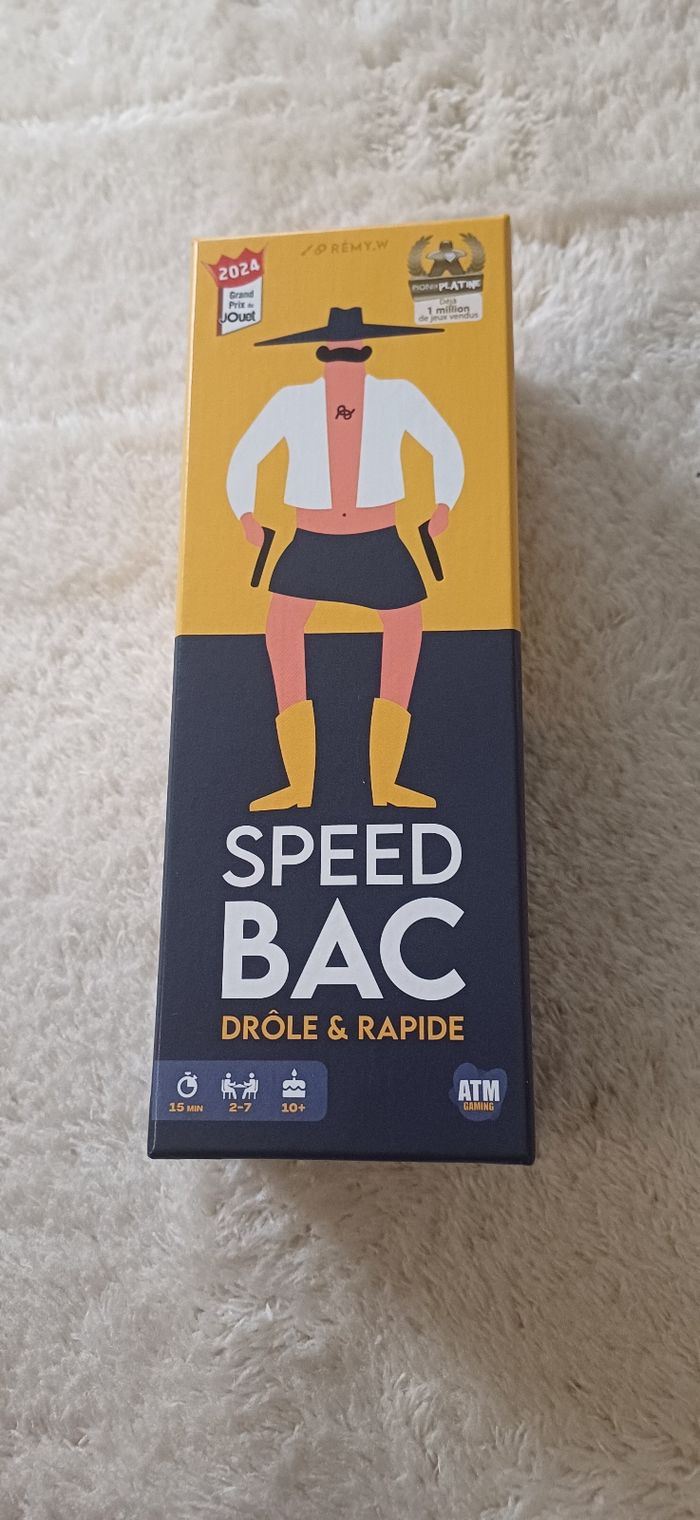 2024
Grand
Prix du
JOuet
RÉMY.W
PION de PLATINE
Déjà
1 million
de jeux vendus
SPEED
BAC
DRÔLE & RAPIDE
15 MIN
2-7
10+
ATM
GAMING